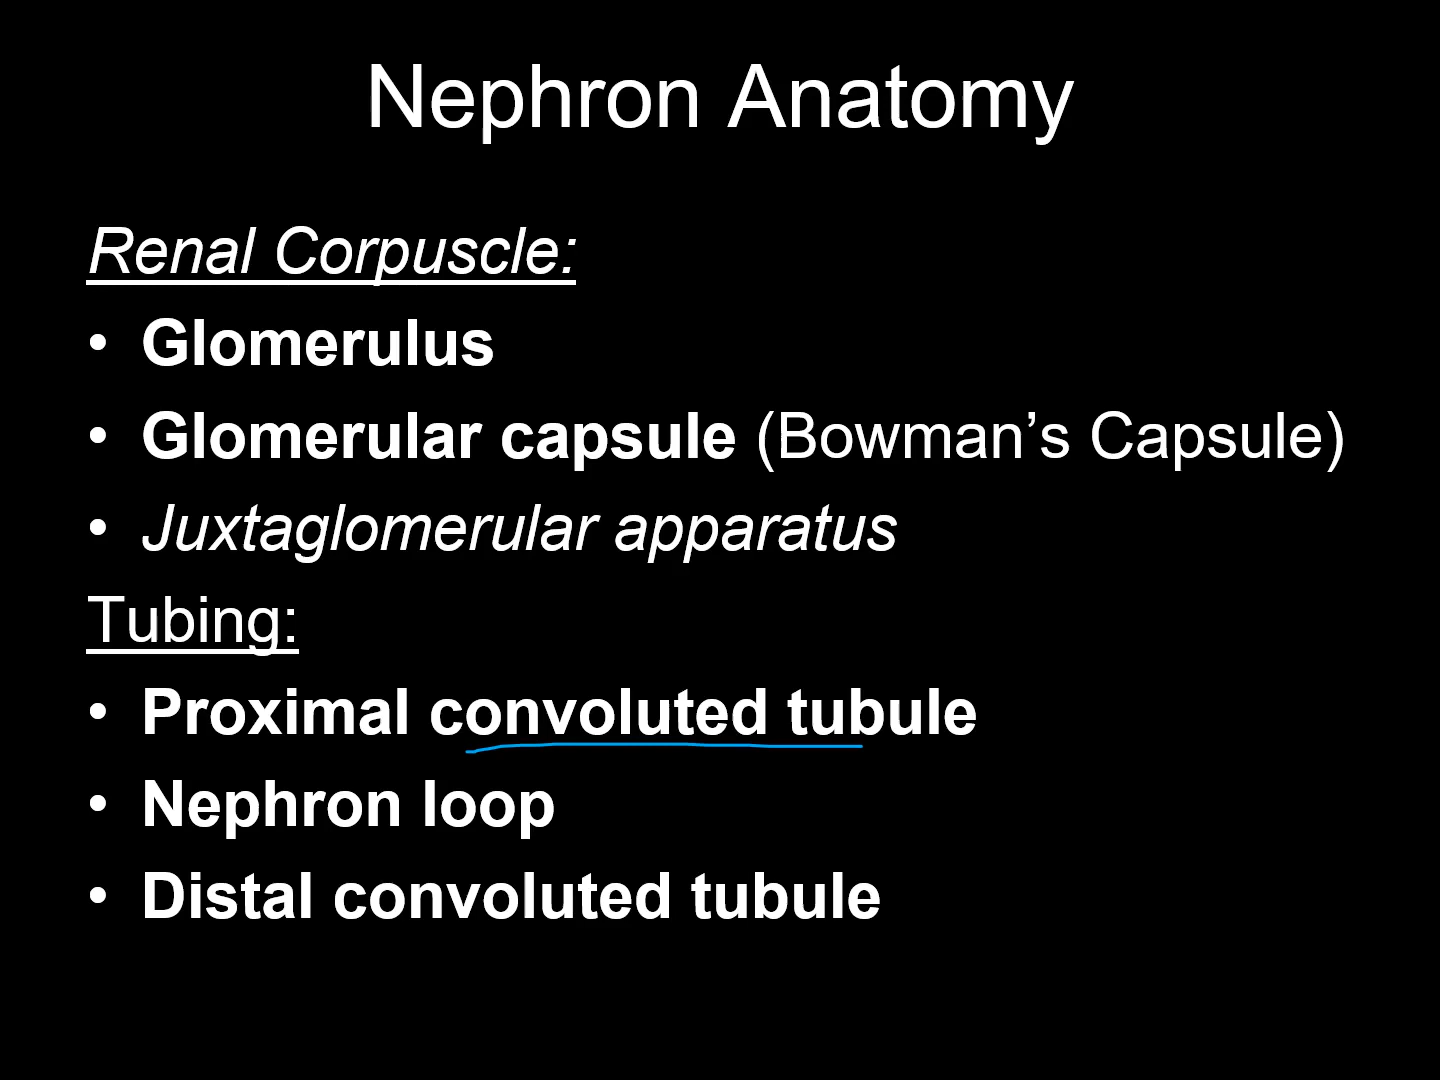 Nephron Anatomy
Renal Corpuscle:
• Glomerulus
• Glomerular capsule (Bowman’s Capsule)
• Juxtaglomerular apparatus
Tubing:
• Proximal convoluted tubule
• Nephron loop
• Distal convoluted tubule